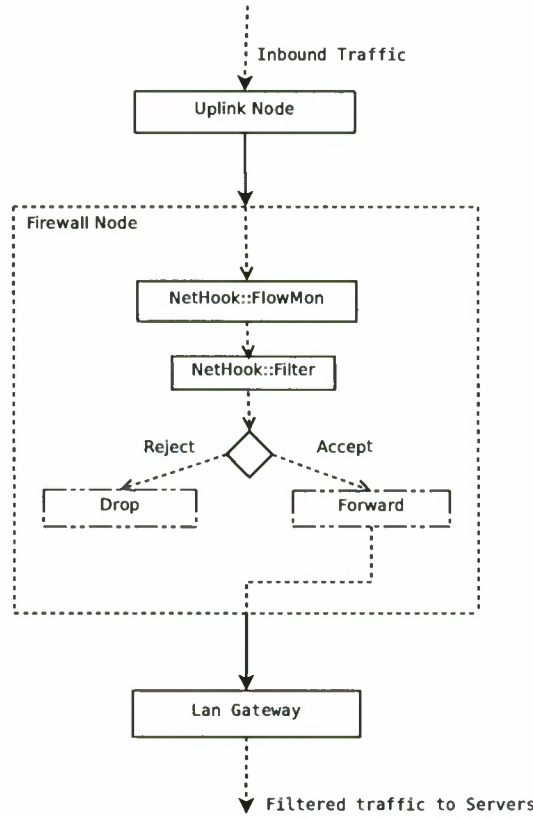 Inbound Traffic
Uplink Node
Firewall Node
NetHook::FlowMon
NetHook::Filter
Reject
Accept
Drop
Forward
Lan Gateway
Filtered traffic to Servers